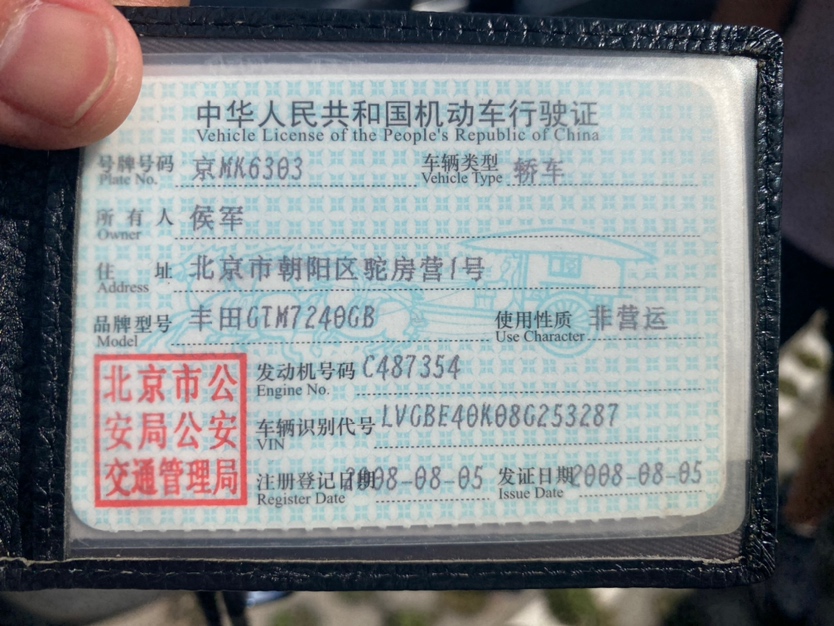 中华人民共和国机动车行驶证
Vehicle License of the People's Republic of China
号牌号码 京MK6303 车辆类型 轿车
Plate No. Vehicle Type
所有人 侯军
Owner
住址 北京市朝阳区驼房营1号
Address
品牌型号 丰田GTM7240GB 使用性质 非营运
Model Use Character
北京市公
安局公安
交通管理局
发动机号码 C487354
Engine No.
车辆识别代号 LVGBE40K08G253287
VIN
注册登记日期 2008-08-05 发证日期 2008-08-05
Register Date Issue Date